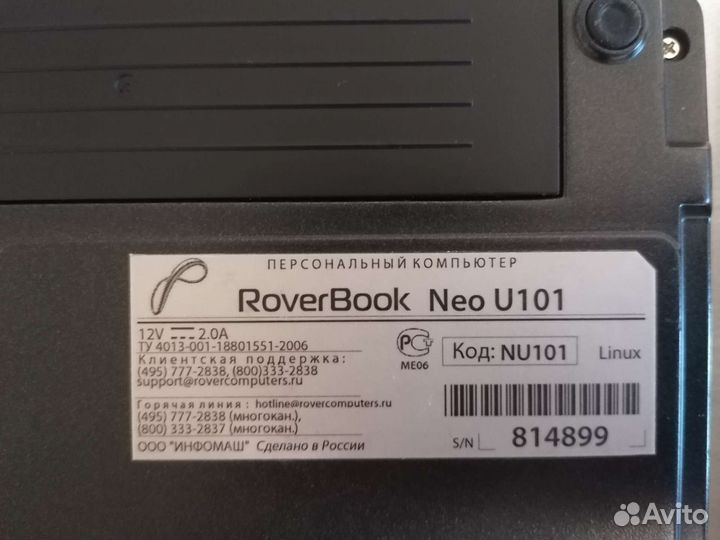 ПЕРСОНАЛЬНЫЙ КОМПЬЮТЕР
RoverBook Neo U101
12V 2.0A
ТУ 4013-001-18801551-2006
Клиентская поддержка:
(495) 777-2838, (800)333-2838
support@rovercomputers.ru
Горячая линия : hotline@rovercomputers.ru
(495) 777-2838 (многокан.),
(800) 333-2837 (многокан.)
ООО "ИНФОМАШ" Сделано в России
РСТ
ME06
Код: NU101
Linux
S/N 814899
Avito